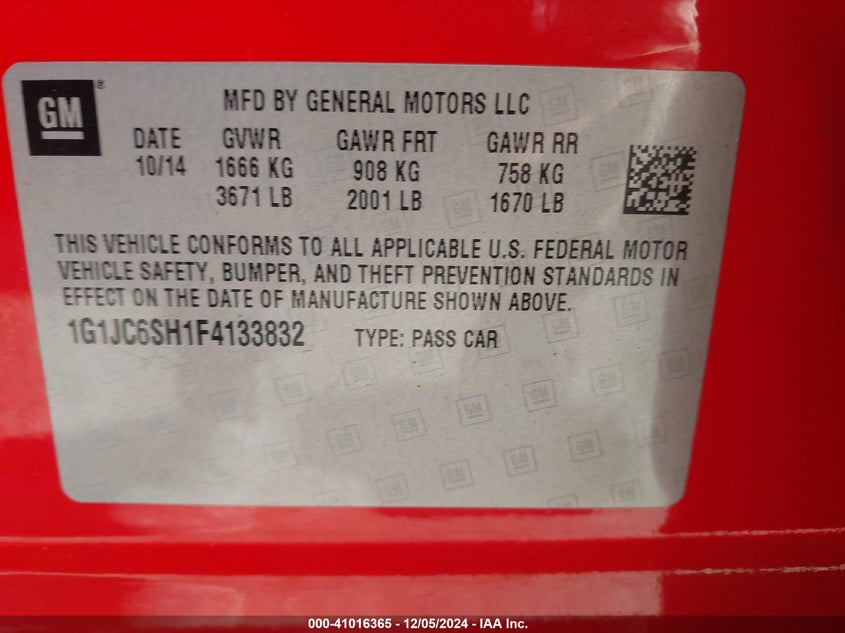 GM®
MFD BY GENERAL MOTORS LLC
DATE GVWR GAWR FRT GAWR RR
10/14 1666 KG 908 KG 758 KG
3671 LB 2001 LB 1670 LB
THIS VEHICLE CONFORMS TO ALL APPLICABLE U.S. FEDERAL MOTOR
VEHICLE SAFETY, BUMPER, AND THEFT PREVENTION STANDARDS IN
EFFECT ON THE DATE OF MANUFACTURE SHOWN ABOVE.
1G1JC6SH1F4133832 TYPE: PASS CAR
000-41016365 - 12/05/2024 - IAA Inc.